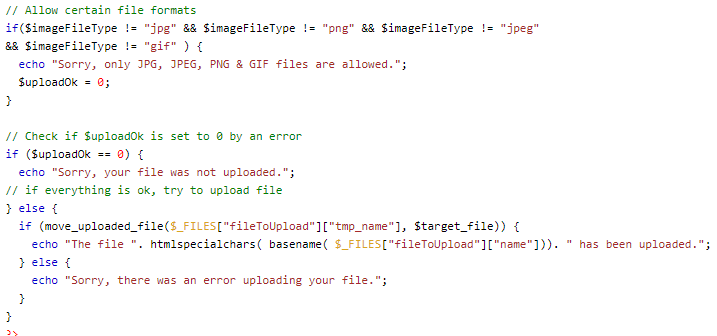 // Allow certain file formats
if($imageFileType != "jpg" && $imageFileType != "png" && $imageFileType != "jpeg"
&& $imageFileType != "gif" ) {
  echo "Sorry, only JPG, JPEG, PNG & GIF files are allowed.";
  $uploadOk = 0;
}

// Check if $uploadOk is set to 0 by an error
if ($uploadOk == 0) {
  echo "Sorry, your file was not uploaded.";
// if everything is ok, try to upload file
} else {
  if (move_uploaded_file($_FILES["fileToUpload"]["tmp_name"], $target_file)) {
    echo "The file ". htmlspecialchars( basename( $_FILES["fileToUpload"]["name"])). " has been uploaded.";
  } else {
    echo "Sorry, there was an error uploading your file.";
  }
}
?>